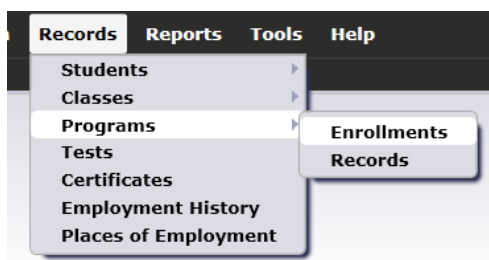 Records Reports Tools Help
Students
Classes
Programs
Enrollments
Tests
Records
Certificates
Employment History
Places of Employment